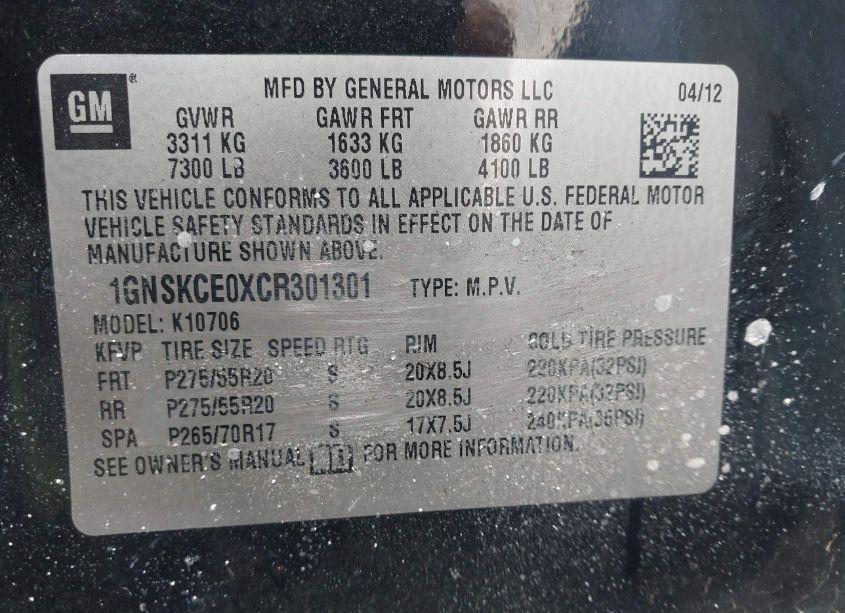 GM ®
MFD BY GENERAL MOTORS LLC 04/12
GVWR GAWR FRT GAWR RR
3311 KG 1633 KG 1860 KG
7300 LB 3600 LB 4100 LB
THIS VEHICLE CONFORMS TO ALL APPLICABLE U.S. FEDERAL MOTOR
VEHICLE SAFETY STANDARDS IN EFFECT ON THE DATE OF
MANUFACTURE SHOWN ABOVE.
1GNSKCE0XCR301301 TYPE: M.P.V.
MODEL: K10706
KFVP TIRE SIZE SPEED RTG RIM COLD TIRE PRESSURE
FRT P275/55R20 S 20X8.5J 220KPA(32PSI)
RR P275/55R20 S 20X8.5J 220KPA(32PSI)
SPA P265/70R17 S 17X7.5J 240KPA(35PSI)
SEE OWNER'S MANUAL FOR MORE INFORMATION.